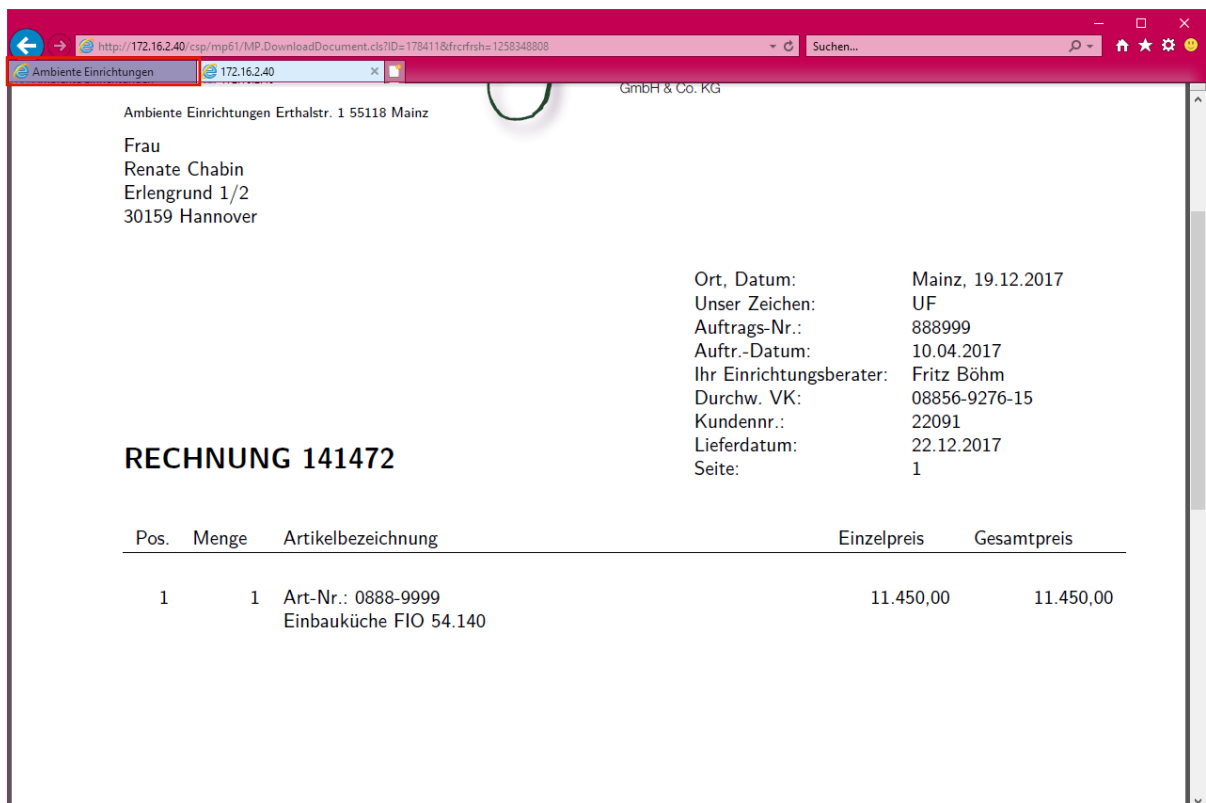 http://172.16.2.40/csp/mp61/MP.DownloadDocument.cls?ID=178411&frcrfrsh=1258348808
Suchen...
Ambiente Einrichtungen
172.16.2.40
GmbH & Co. KG
Ambiente Einrichtungen Erthalstr. 1 55118 Mainz
Frau
Renate Chabin
Erlengrund 1/2
30159 Hannover
Ort, Datum: Mainz, 19.12.2017
Unser Zeichen: UF
Auftrags-Nr.: 888999
Auftr.-Datum: 10.04.2017
Ihr Einrichtungsberater: Fritz Böhm
Durchw. VK: 08856-9276-15
Kundennr.: 22091
Lieferdatum: 22.12.2017
Seite: 1
RECHNUNG 141472
Pos. Menge Artikelbezeichnung Einzelpreis Gesamtpreis
1 1 Art-Nr.: 0888-9999 11.450,00 11.450,00
Einbauküche FIO 54.140